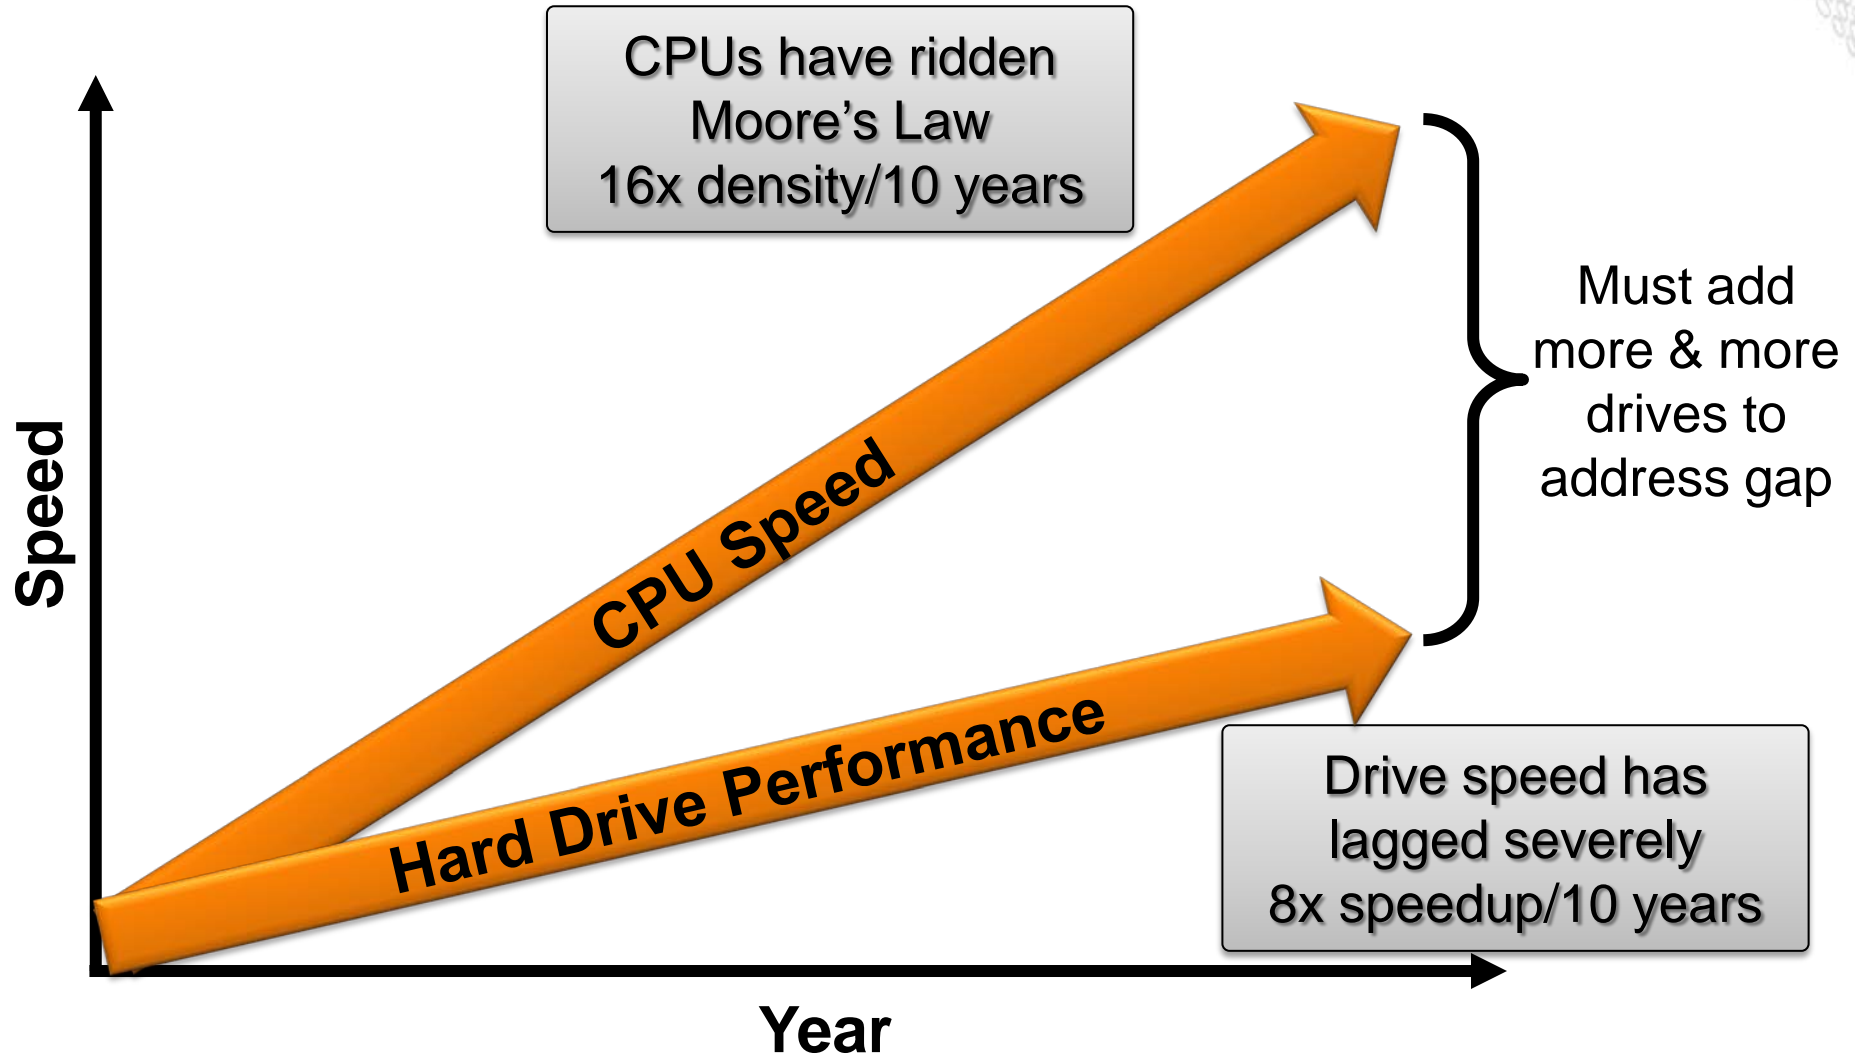 CPUs have ridden
Moore’s Law
16x density/10 years
Must add
more & more
drives to
address gap
Speed
CPU Speed
Hard Drive Performance
Drive speed has
lagged severely
8x speedup/10 years
Year